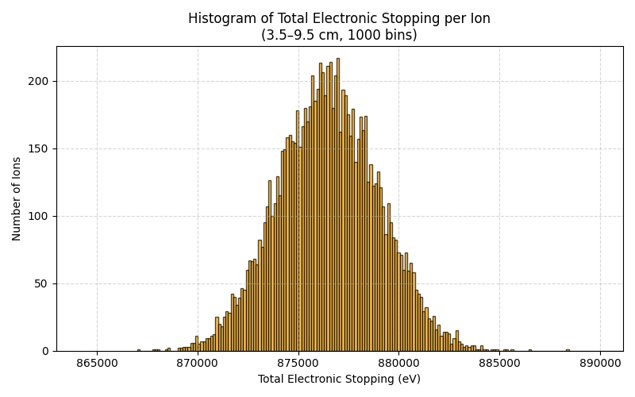 Histogram of Total Electronic Stopping per Ion
(3.5–9.5 cm, 1000 bins)
Number of Ions
200
150
100
50
0
865000 870000 875000 880000 885000 890000
Total Electronic Stopping (eV)